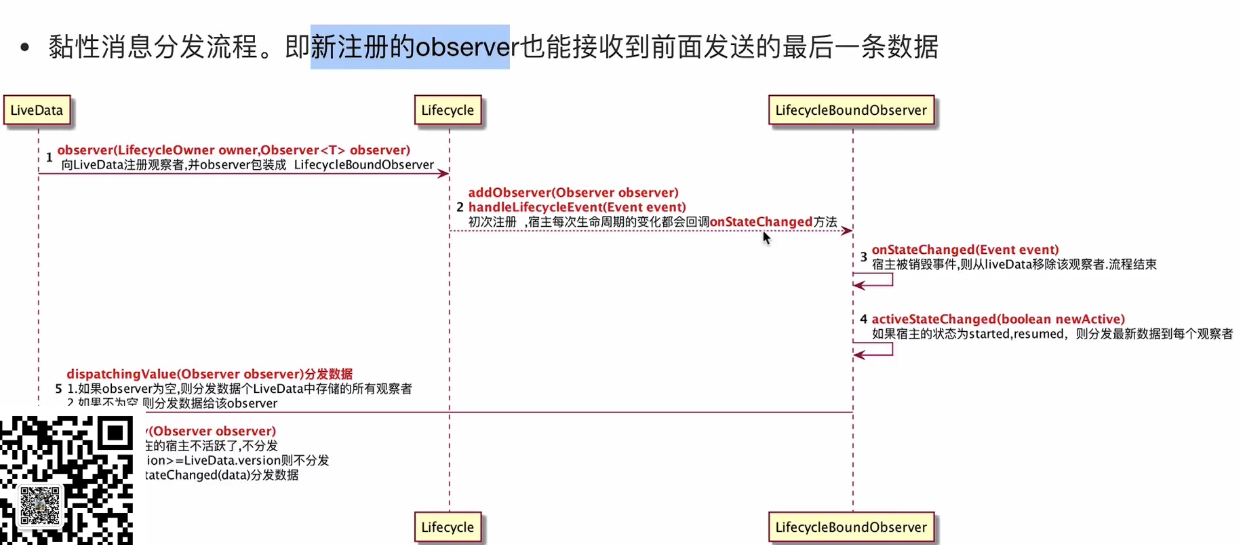 • 黏性消息分发流程。即新注册的observer也能接收到前面发送的最后一条数据
LiveData
Lifecycle
LifecycleBoundObserver
1 observer(LifecycleOwner owner,Observer<T> observer)
向LiveData注册观察者,并observer包装成 LifecycleBoundObserver
addObserver(Observer observer)
2 handleLifecycleEvent(Event event)
初次注册 ,宿主每次生命周期的变化都会回调onStateChanged方法
3 onStateChanged(Event event)
宿主被销毁事件,则从liveData移除该观察者.流程结束
4 activeStateChanged(boolean newActive)
如果宿主的状态为started,resumed, 则分发最新数据到每个观察者
dispatchingValue(Observer observer)分发数据
5 1.如果observer为空,则分发数据个LiveData中存储的所有观察者
2.如果不为空,则分发数据给该observer
(Observer observer)
在的宿主不活跃了,不分发
ion>=LiveData.version则不分发
tateChanged(data)分发数据
Lifecycle
LifecycleBoundObserver